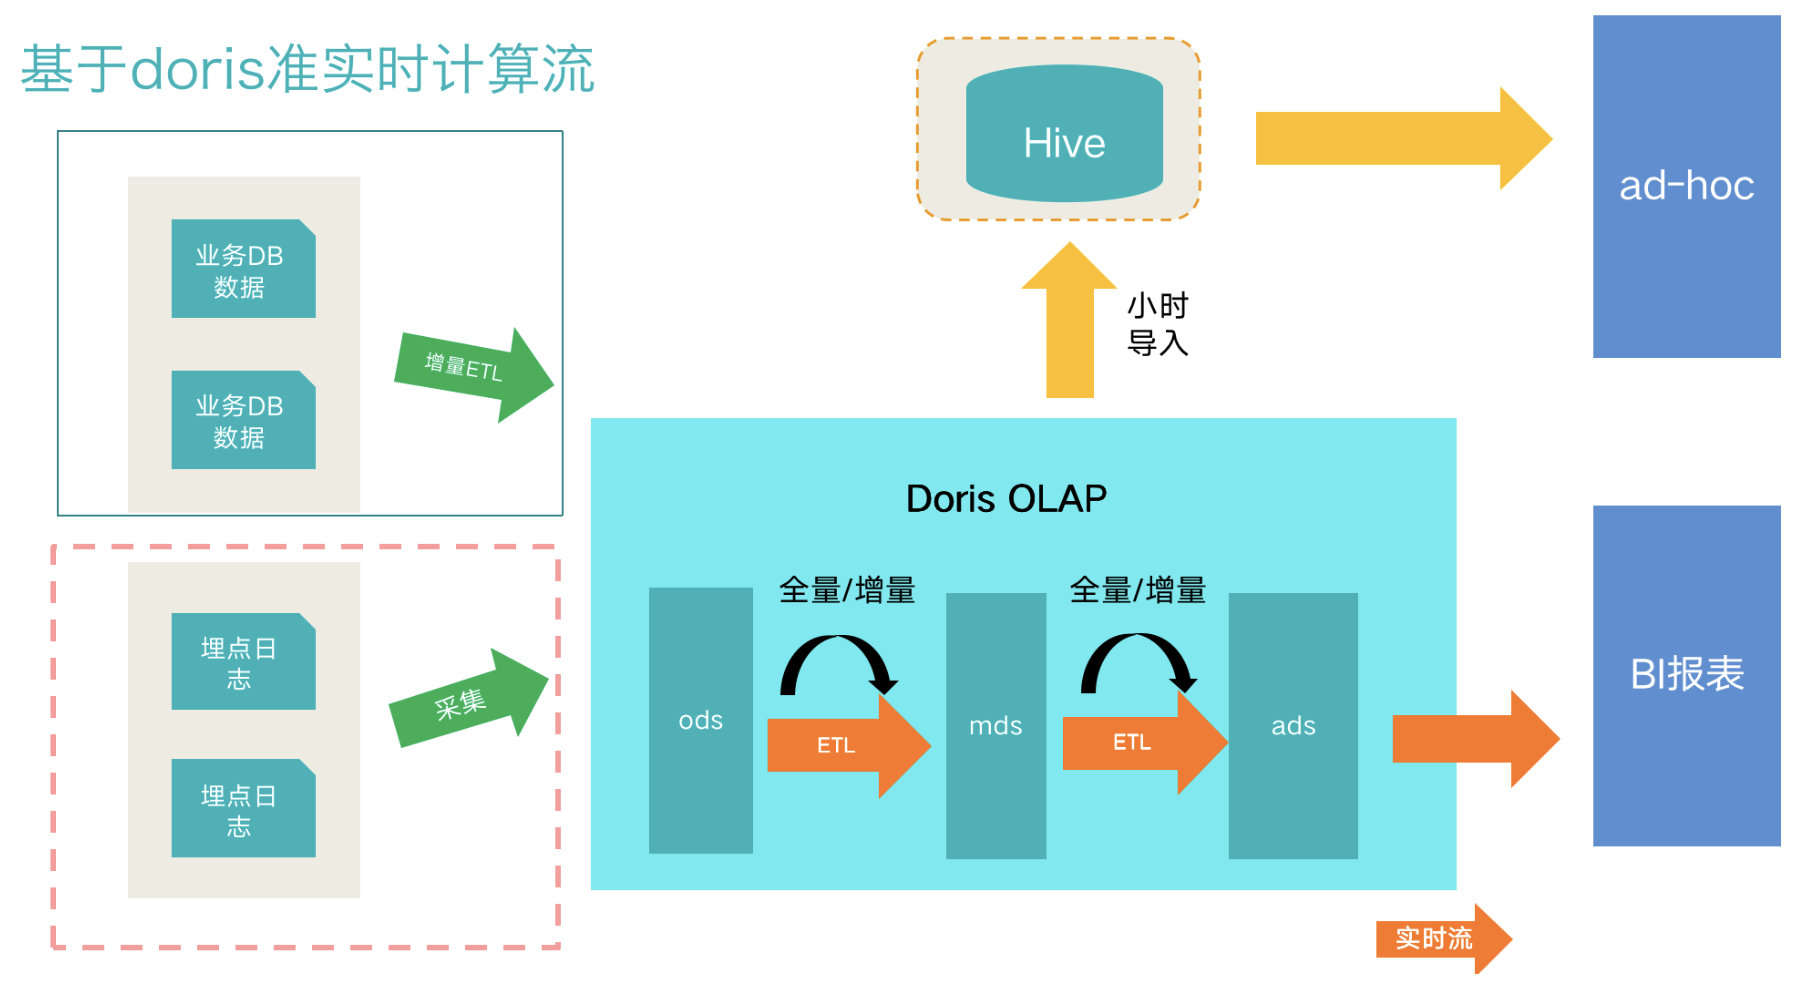 基于doris准实时计算流
业务DB
数据
业务DB
数据
增量ETL
埋点日
志
埋点日
志
采集
Hive
小时
导入
ad-hoc
Doris OLAP
全量/增量
全量/增量
ods
ETL
mds
ETL
ads
BI报表
实时流